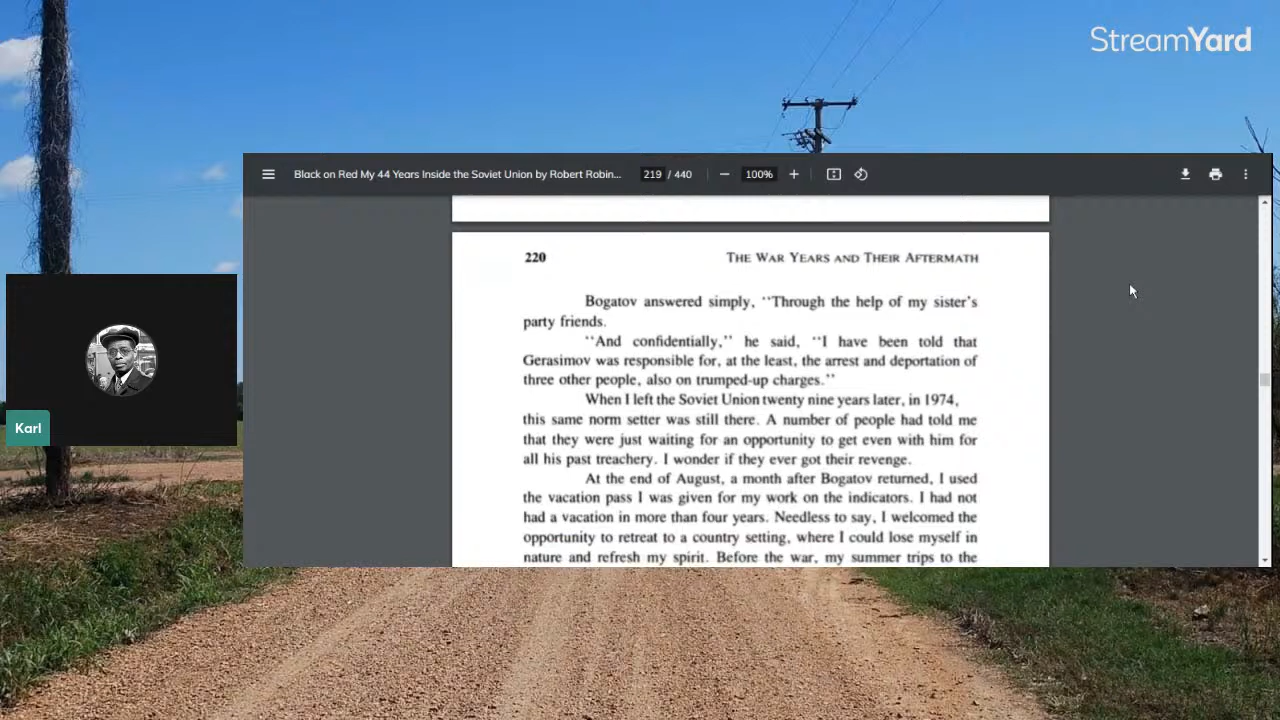 StreamYard
Black on Red My 44 Years Inside the Soviet Union by Robert Robin...
219 / 440
100%
220
THE WAR YEARS AND THEIR AFTERMATH
Bogatov answered simply, ‘‘Through the help of my sister's
party friends.
‘‘And confidentially,’’ he said, ‘‘I have been told that
Gerasimov was responsible for, at the least, the arrest and deportation of
three other people, also on trumped-up charges.’’
When I left the Soviet Union twenty nine years later, in 1974,
this same norm setter was still there. A number of people had told me
that they were just waiting for an opportunity to get even with him for
all his past treachery. I wonder if they ever got their revenge.
At the end of August, a month after Bogatov returned, I used
the vacation pass I was given for my work on the indicators. I had not
had a vacation in more than four years. Needless to say, I welcomed the
opportunity to retreat to a country setting, where I could lose myself in
nature and refresh my spirit. Before the war, my summer trips to the
Karl